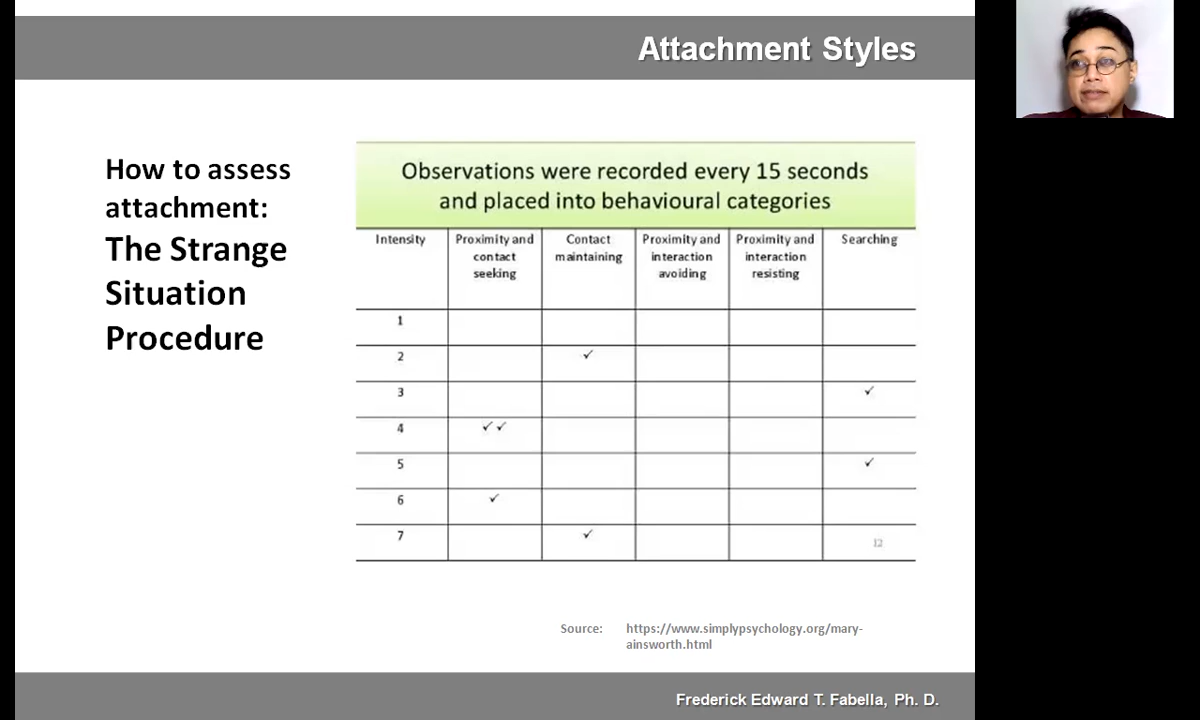 Attachment Styles
How to assess
attachment:
The Strange
Situation
Procedure
Observations were recorded every 15 seconds
and placed into behavioural categories
Intensity Proximity and contact seeking Contact maintaining Proximity and interaction avoiding Proximity and interaction resisting Searching
1
2 ✓
3 ✓
4 ✓✓
5 ✓
6 ✓
7 ✓
12
Source: https://www.simplypsychology.org/mary-
ainsworth.html
Frederick Edward T. Fabella, Ph. D.